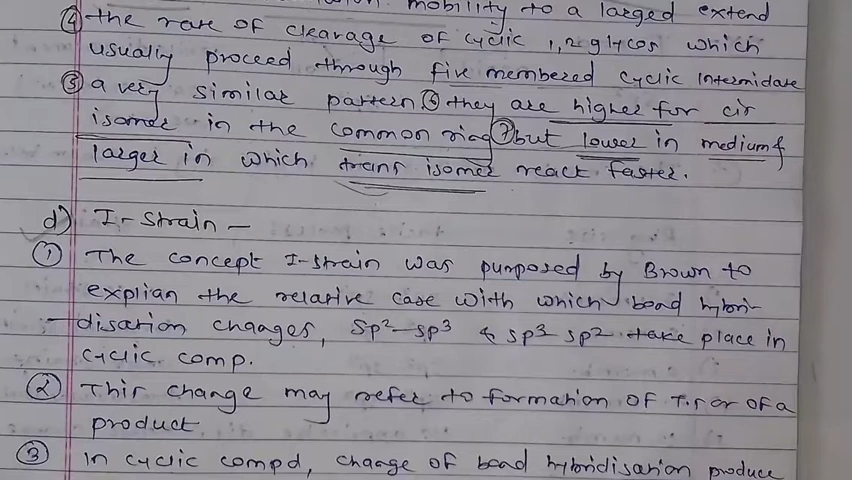 mobility to a larged extend
④ the rate of cleavage of cyclic 1,2 glycos which
usually proceed through five membered cyclic Intermidate
⑤ a very similar pattern ⑥ they are higher for cis
isomer in the common ring ⑦ but lower in medium &
larger in which trans isomer react faster.
d) I-strain –
① The concept I-strain was purposed by Brown to
explian the relative case with which bond hybri-
-disation changes, sp²-sp³ & sp³ sp² take place in
cyclic comp.
② This change may refer to formation of T.s or of a
product
③ in cyclic compd, change of bond hybridisation produce